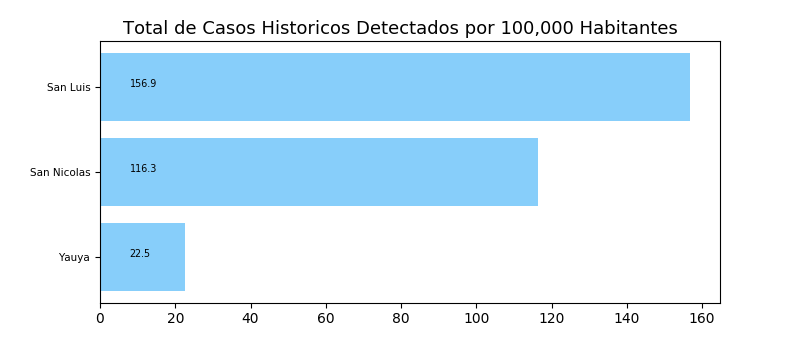 Total de Casos Historicos Detectados por 100,000 Habitantes
San Luis 156.9
San Nicolas 116.3
Yauya 22.5
0 20 40 60 80 100 120 140 160